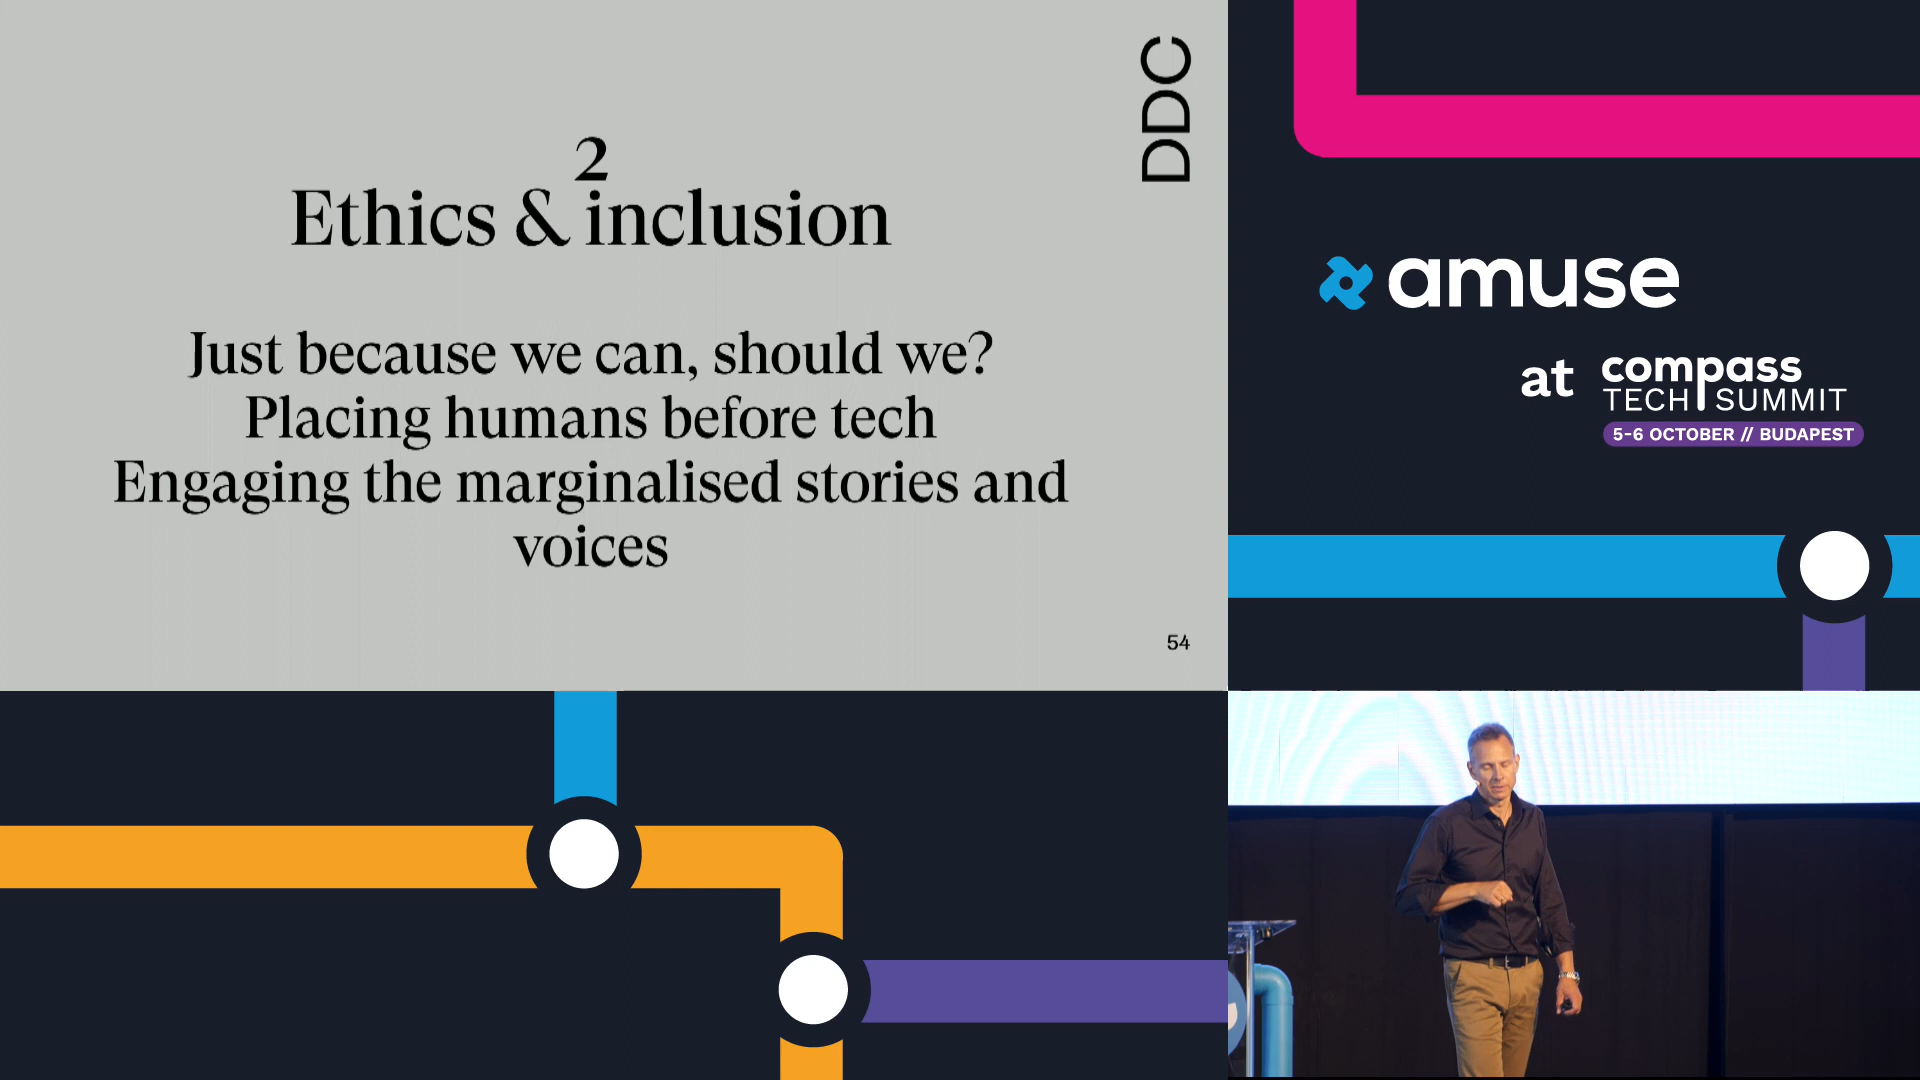 DDC
2
Ethics & inclusion
Just because we can, should we?
Placing humans before tech
Engaging the marginalised stories and
voices
54
amuse
at
compass
TECH SUMMIT
5-6 OCTOBER // BUDAPEST